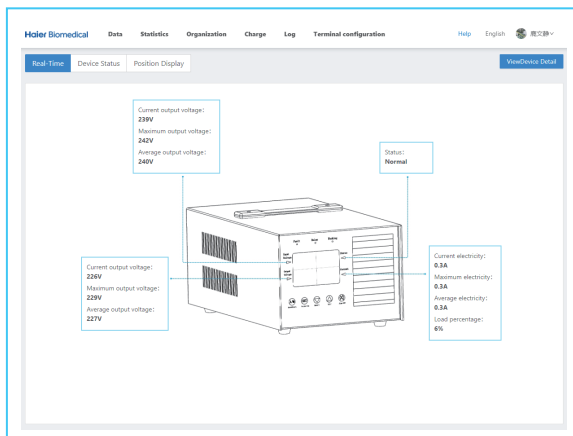 Haier Biomedical Data Statistics Organization Charge Log Terminal configuration Help English 鹿文静
Real-Time Device Status Position Display ViewDevice Detail
Current output voltage:
239V
Maximum output voltage:
242V
Average output voltage:
240V
Status:
Normal
Current output voltage:
226V
Maximum output voltage:
229V
Average output voltage:
227V
Current electricity:
0.3A
Maximum electricity:
0.3A
Average electricity:
0.3A
Load percentage:
6%